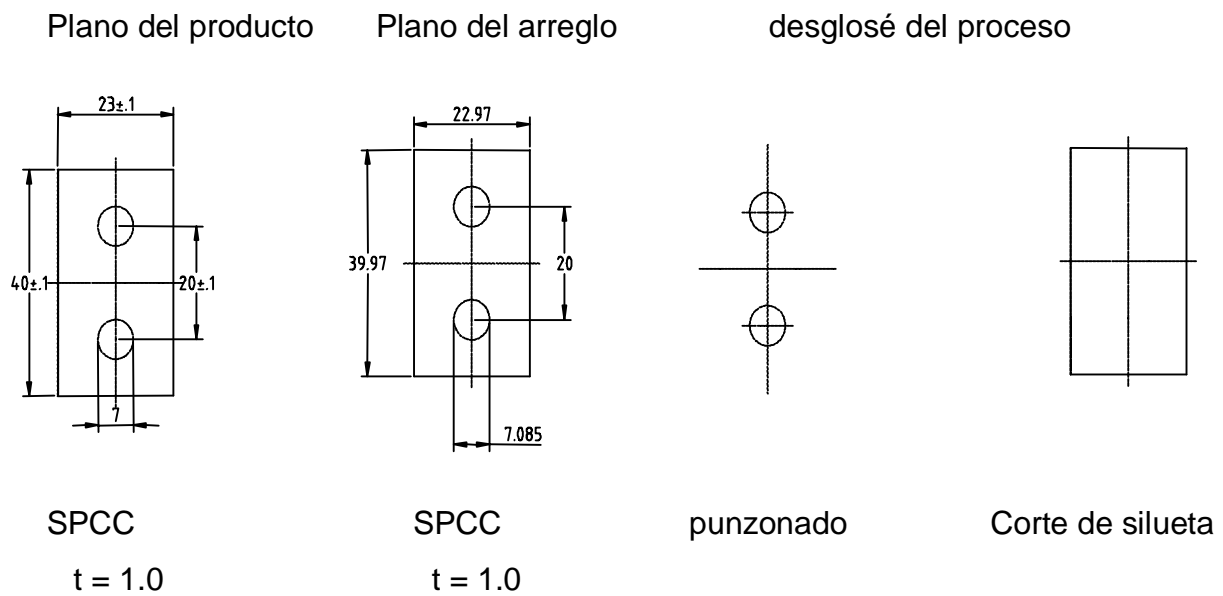 Plano del producto
Plano del arreglo
desglosé del proceso
23±.1
40±.1
20±.1
7
22.97
39.97
20
7.085
SPCC
t = 1.0
SPCC
t = 1.0
punzonado
Corte de silueta